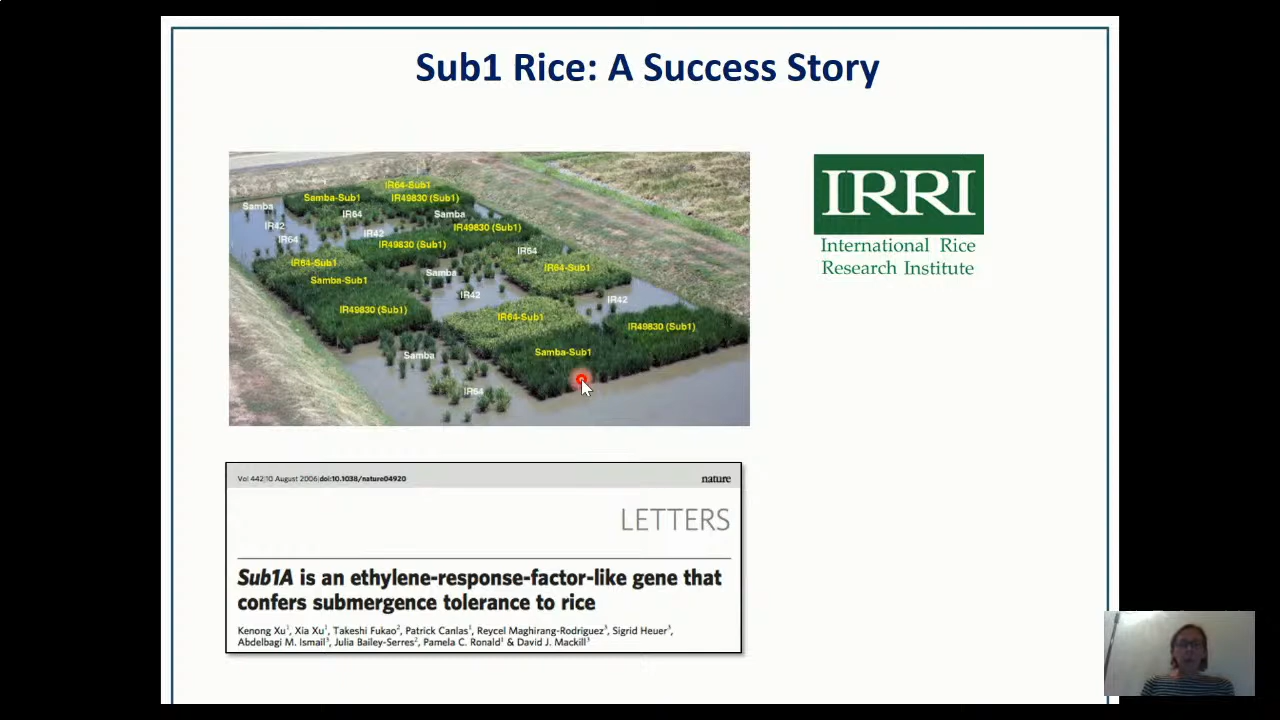 Sub1 Rice: A Success Story
IR64-Sub1
Samba-Sub1
IR49830 (Sub1)
Samba
IR64
Samba
IR42
IR42
IR49830 (Sub1)
IR64
IR49830 (Sub1)
IR64
IR64-Sub1
IR64-Sub1
Samba
Samba-Sub1
IR42
IR42
IR49830 (Sub1)
IR64-Sub1
IR49830 (Sub1)
Samba
Samba-Sub1
IR64
IRRI
International Rice
Research Institute
Vol 442|10 August 2006|doi:10.1038/nature04920
nature
LETTERS
Sub1A is an ethylene-response-factor-like gene that
confers submergence tolerance to rice
Kenong Xu¹, Xia Xu¹, Takeshi Fukao², Patrick Canlas¹, Reycel Maghirang-Rodriguez³, Sigrid Heuer³,
Abdelbagi M. Ismail³, Julia Bailey-Serres², Pamela C. Ronald¹ & David J. Mackill³